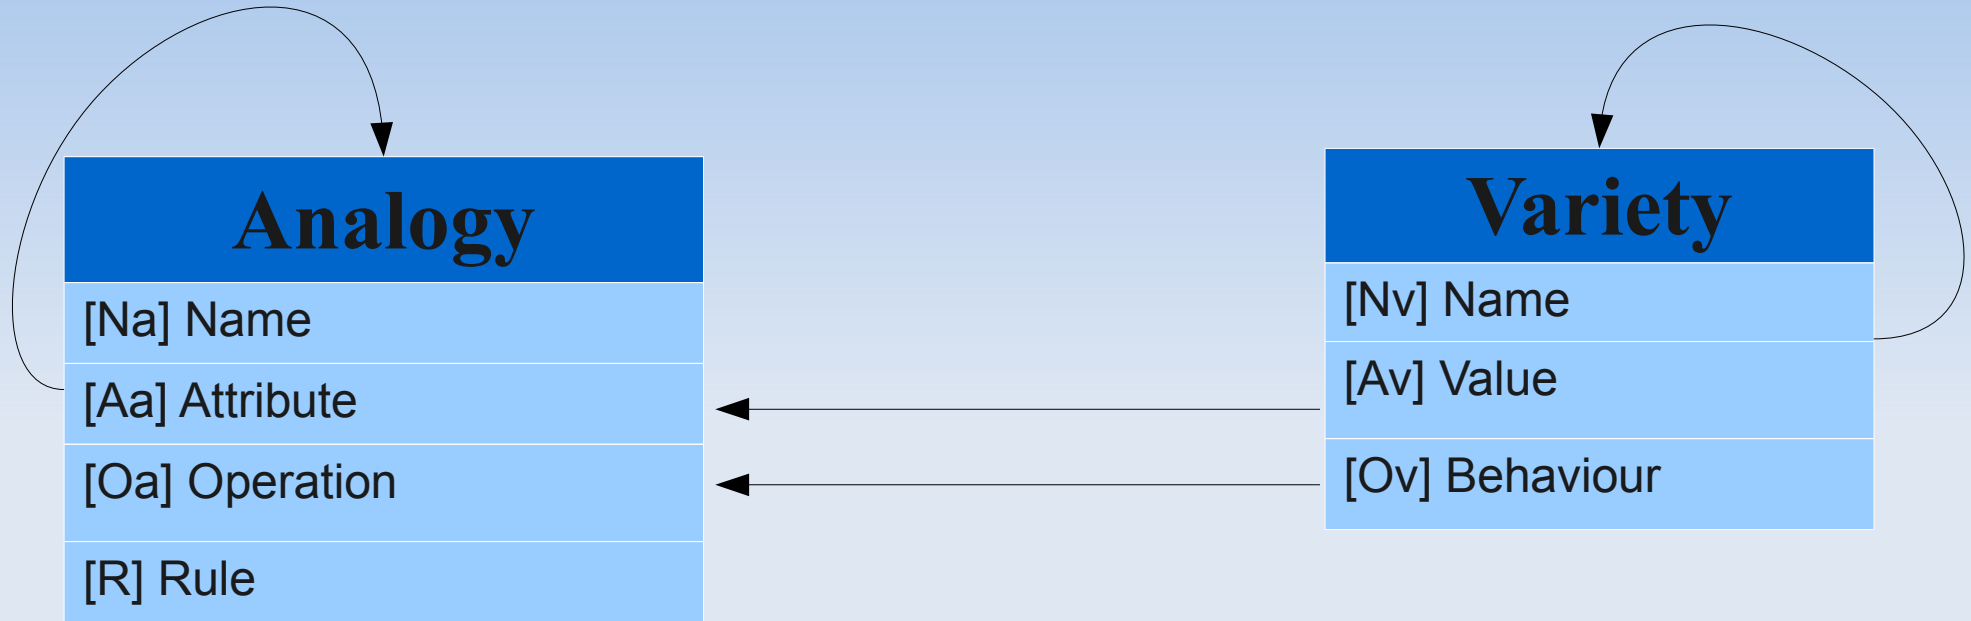 Analogy
[Na] Name
[Aa] Attribute
[Oa] Operation
[R] Rule
Variety
[Nv] Name
[Av] Value
[Ov] Behaviour